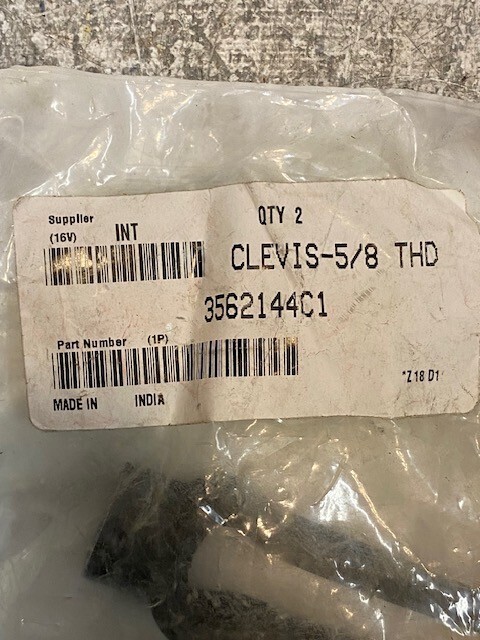 Supplier
(16V) INT
QTY 2
CLEVIS-5/8 THD
3562144C1
Part Number (1P)
*Z18 D1
MADE IN INDIA